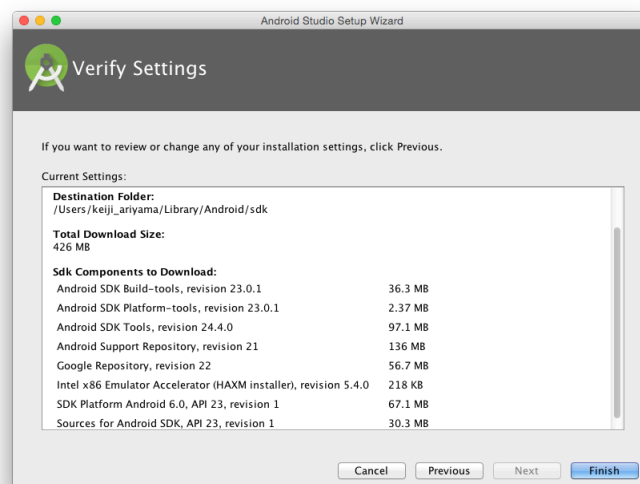 Android Studio Setup Wizard
Verify Settings
If you want to review or change any of your installation settings, click Previous.
Current Settings:
Destination Folder:
/Users/keiji_ariyama/Library/Android/sdk
Total Download Size:
426 MB
Sdk Components to Download:
Android SDK Build-tools, revision 23.0.1 36.3 MB
Android SDK Platform-tools, revision 23.0.1 2.37 MB
Android SDK Tools, revision 24.4.0 97.1 MB
Android Support Repository, revision 21 136 MB
Google Repository, revision 22 56.7 MB
Intel x86 Emulator Accelerator (HAXM installer), revision 5.4.0 218 KB
SDK Platform Android 6.0, API 23, revision 1 67.1 MB
Sources for Android SDK, API 23, revision 1 30.3 MB
Cancel Previous Next Finish